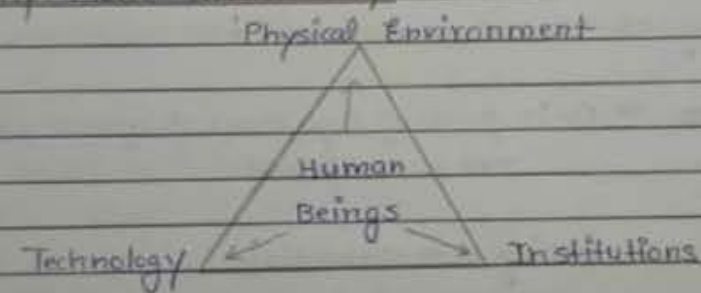 Physical Environment
Human
Beings
Technology
Institutions